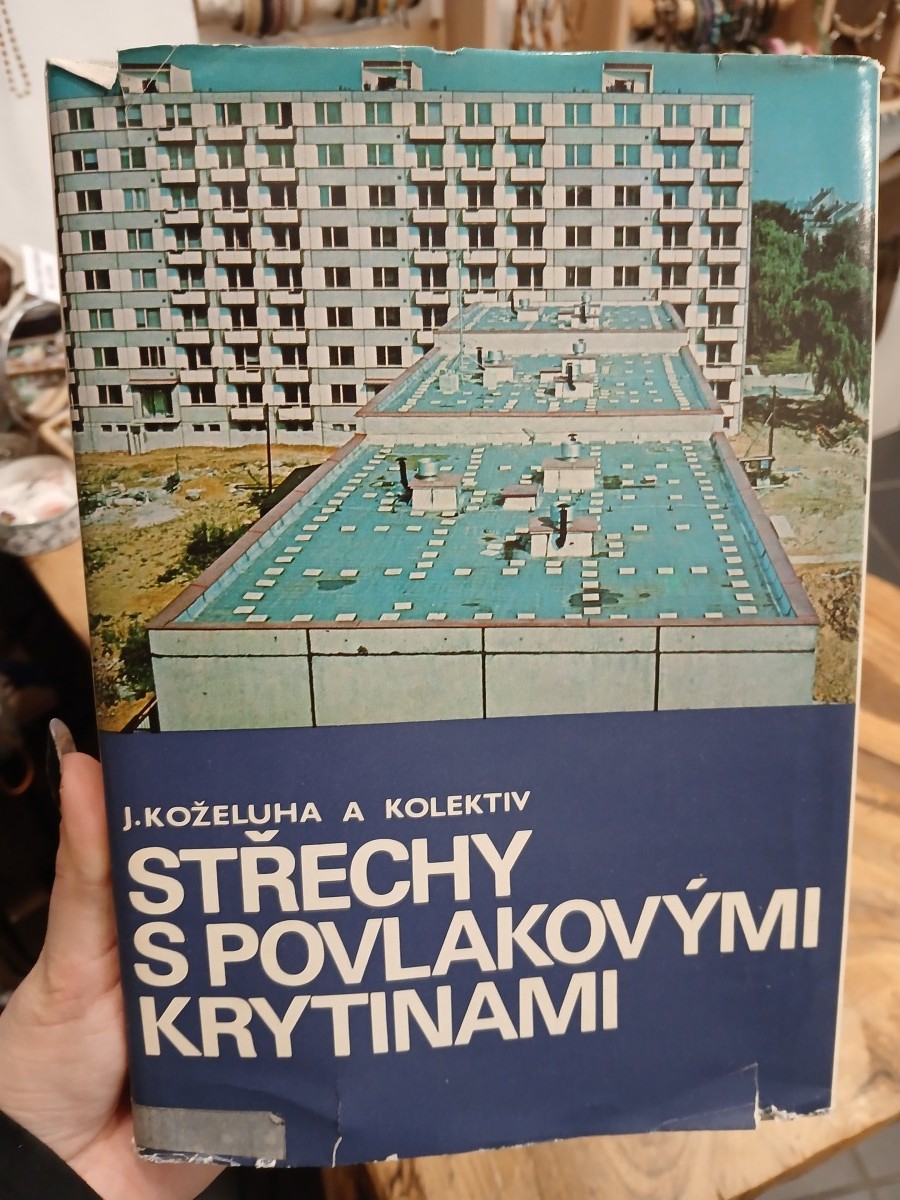 J. KOŽELUHA A KOLEKTIV
STŘECHY
S POVLAKOVÝMI
KRYTINAMI